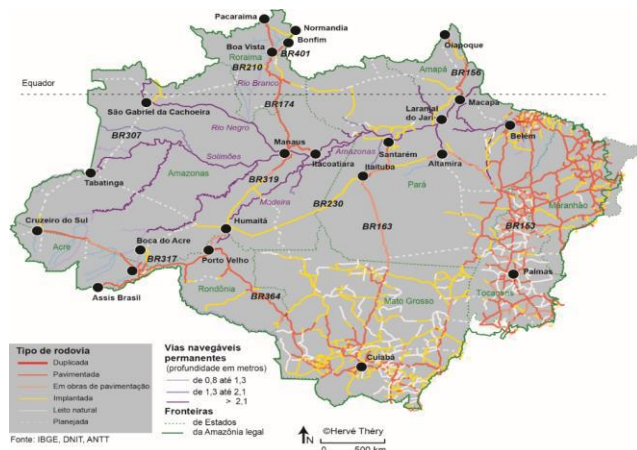 Pacaraima
Normandia
Bonfim
Boa Vista
BR401
Roraima
BR210
Oiapoque
Amapá
BR156
Equador
Rio Branco
São Gabriel da Cachoeira
BR174
Laranjal
do Jari
Macapa
Belém
BR307
Rio Negro
Manaus
Amazonas
Santarém
Solimões
Itacoatiara
Itaituba
Altamira
Tabatinga
Amazonas
BR319
Pará
Maranhão
Madeira
BR230
Cruzeiro do Sul
Humaitá
BR163
BR153
Acre
Boca do Acre
Porto Velho
BR317
Palmas
Assis Brasil
Rondônia
BR364
Mato Grosso
Tocantins
Cuiabá
Tipo de rodovia
Duplicada
Pavimentada
Em obras de pavimentação
Implantada
Leito natural
Planejada
Vias navegáveis
permanentes
(profundidade em metros)
de 0,8 até 1,3
de 1,3 até 2,1
> 2,1
Fronteiras
de Estados
da Amazônia legal
Fonte: IBGE, DNIT, ANTT
N
©Hervé Théry
0 500 km